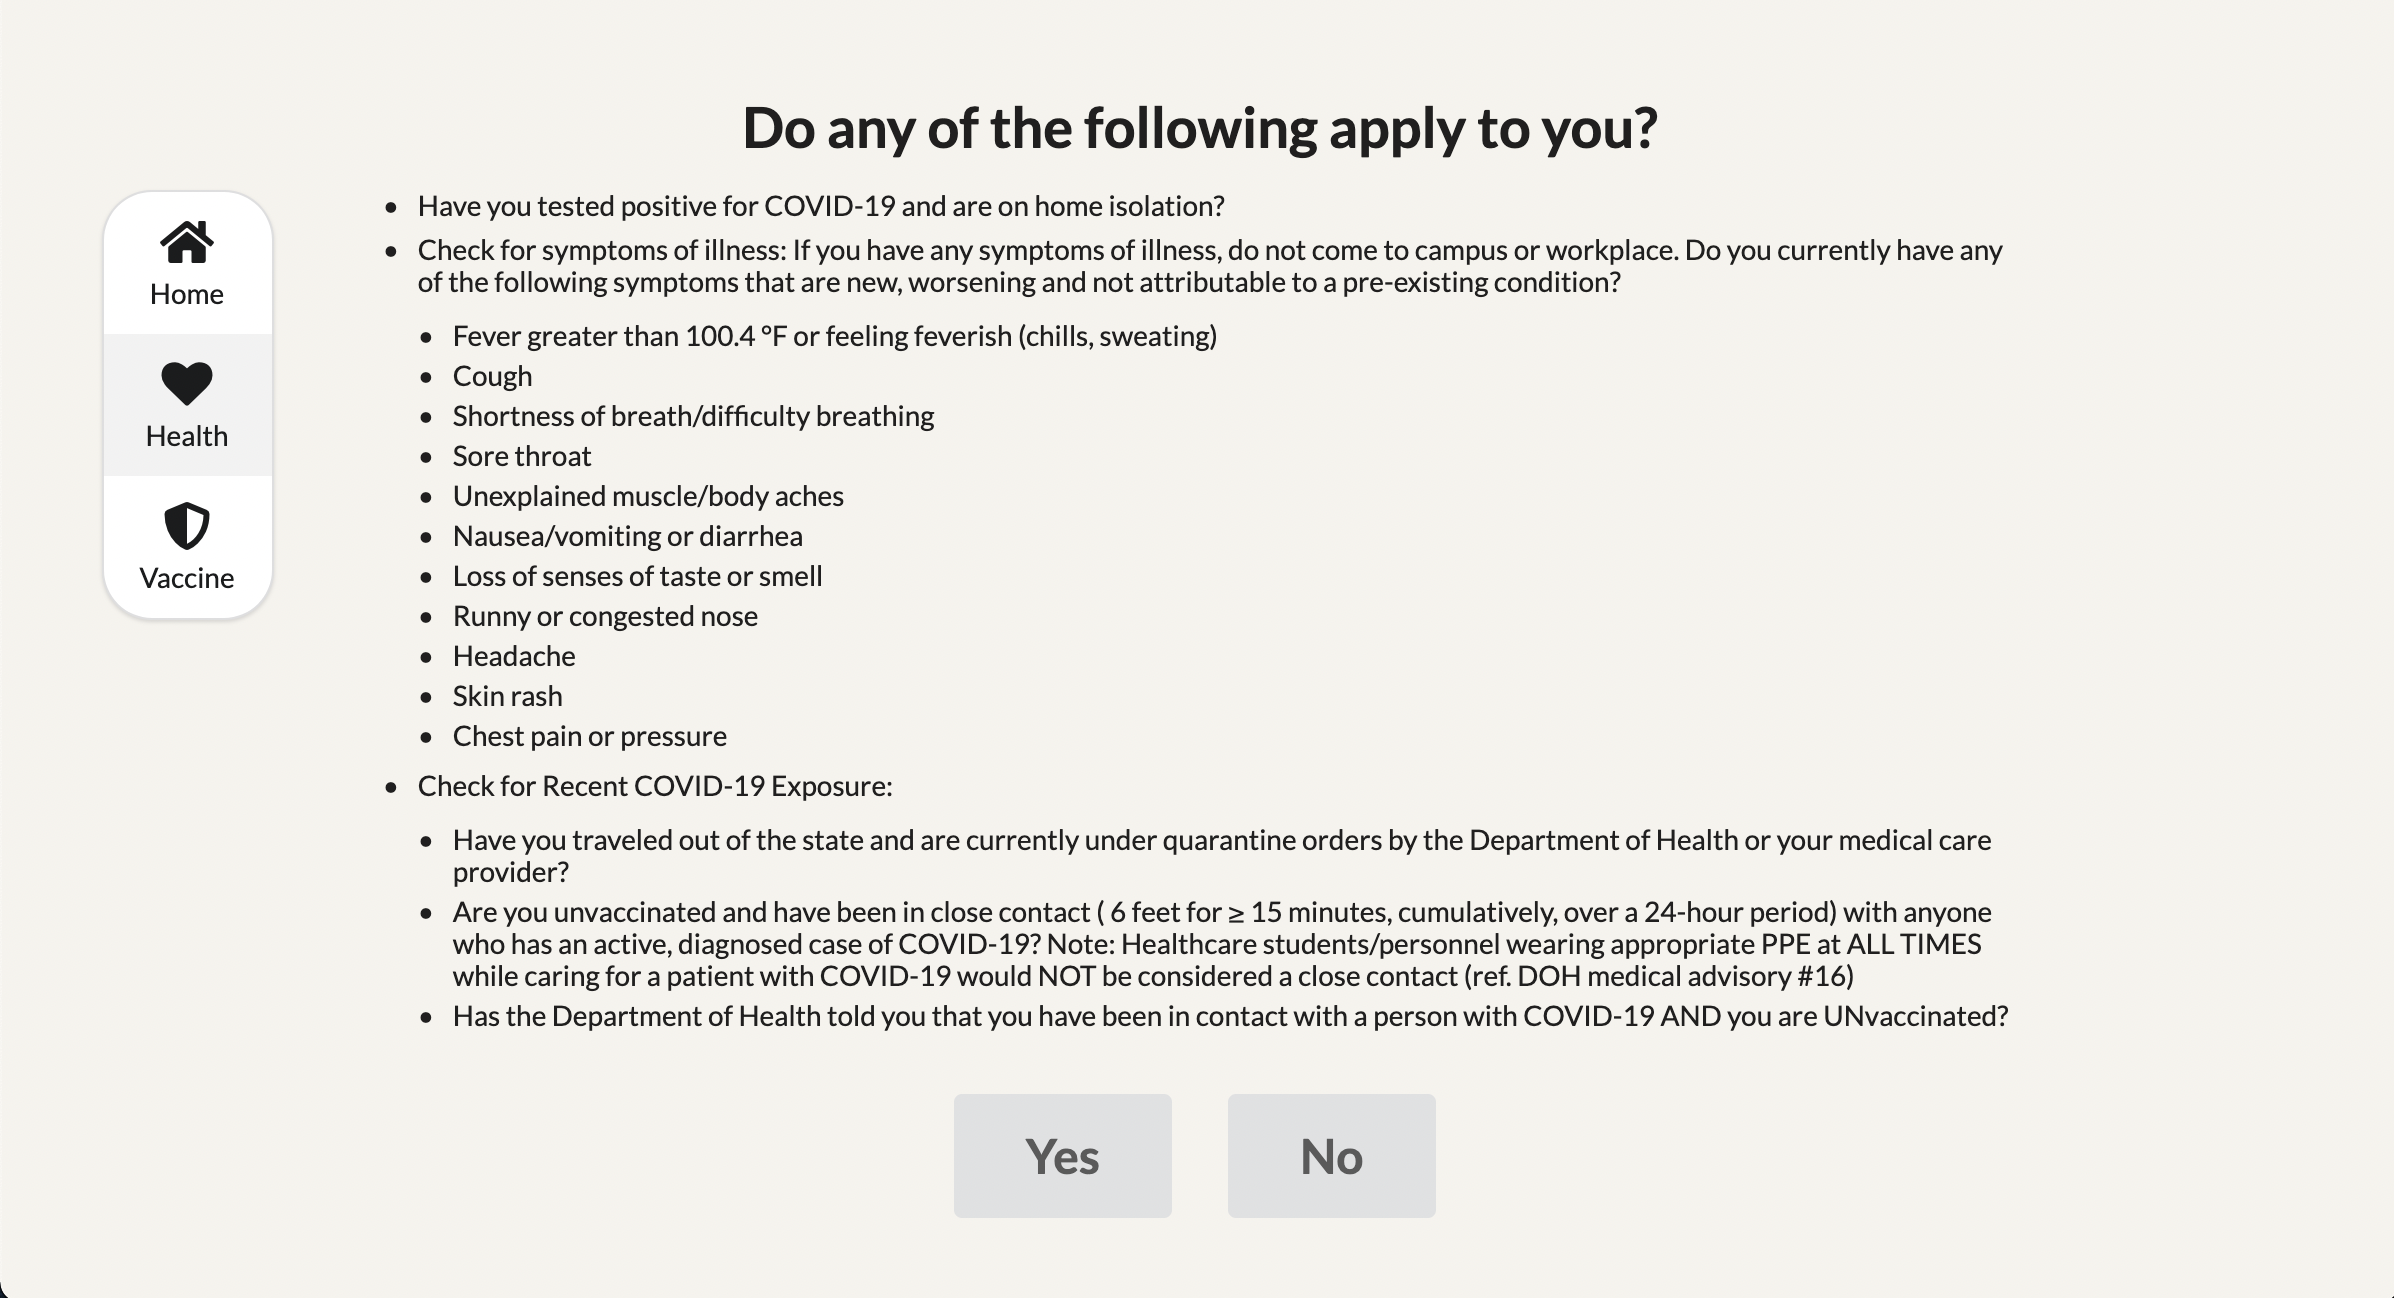 Do any of the following apply to you?
Home
Health
Vaccine
• Have you tested positive for COVID-19 and are on home isolation?
• Check for symptoms of illness: If you have any symptoms of illness, do not come to campus or workplace. Do you currently have any
of the following symptoms that are new, worsening and not attributable to a pre-existing condition?
• Fever greater than 100.4 °F or feeling feverish (chills, sweating)
• Cough
• Shortness of breath/difficulty breathing
• Sore throat
• Unexplained muscle/body aches
• Nausea/vomiting or diarrhea
• Loss of senses of taste or smell
• Runny or congested nose
• Headache
• Skin rash
• Chest pain or pressure
• Check for Recent COVID-19 Exposure:
• Have you traveled out of the state and are currently under quarantine orders by the Department of Health or your medical care
provider?
• Are you unvaccinated and have been in close contact ( 6 feet for ≥ 15 minutes, cumulatively, over a 24-hour period) with anyone
who has an active, diagnosed case of COVID-19? Note: Healthcare students/personnel wearing appropriate PPE at ALL TIMES
while caring for a patient with COVID-19 would NOT be considered a close contact (ref. DOH medical advisory #16)
• Has the Department of Health told you that you have been in contact with a person with COVID-19 AND you are UNvaccinated?
Yes
No